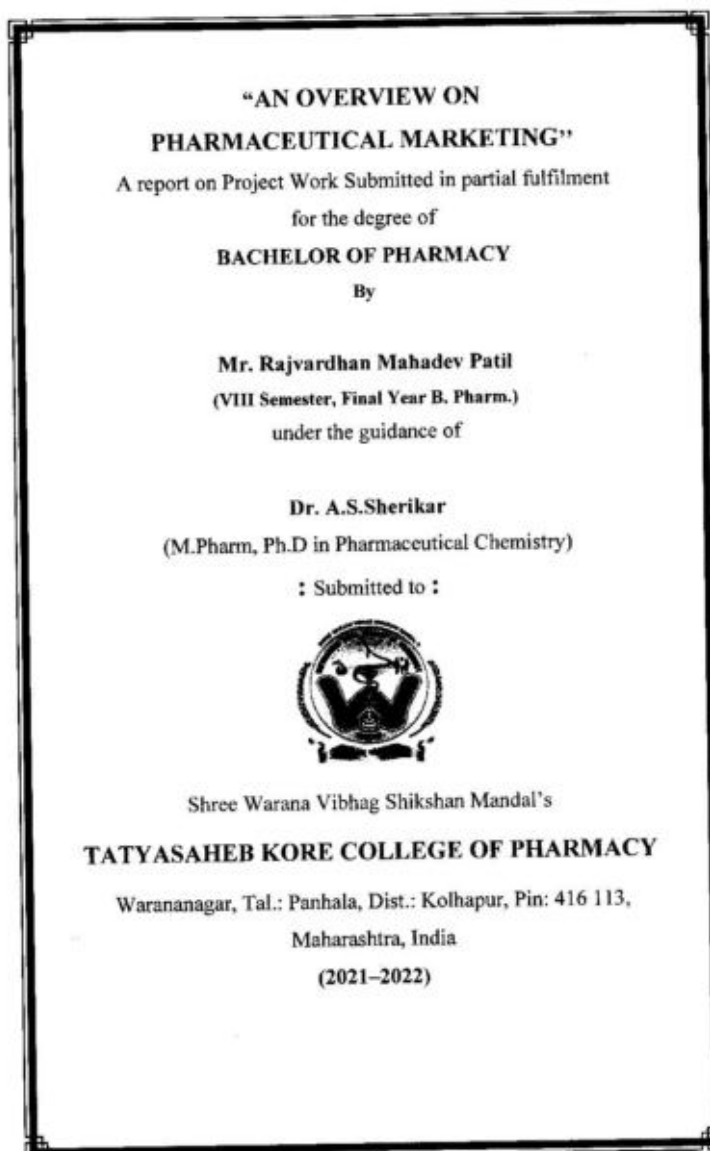 “AN OVERVIEW ON
PHARMACEUTICAL MARKETING”
A report on Project Work Submitted in partial fulfilment
for the degree of
BACHELOR OF PHARMACY
By
Mr. Rajvardhan Mahadev Patil
(VIII Semester, Final Year B. Pharm.)
under the guidance of
Dr. A.S.Sherikar
(M.Pharm, Ph.D in Pharmaceutical Chemistry)
: Submitted to :
Shree Warana Vibhag Shikshan Mandal's
TATYASAHEB KORE COLLEGE OF PHARMACY
Warananagar, Tal.: Panhala, Dist.: Kolhapur, Pin: 416 113,
Maharashtra, India
(2021–2022)